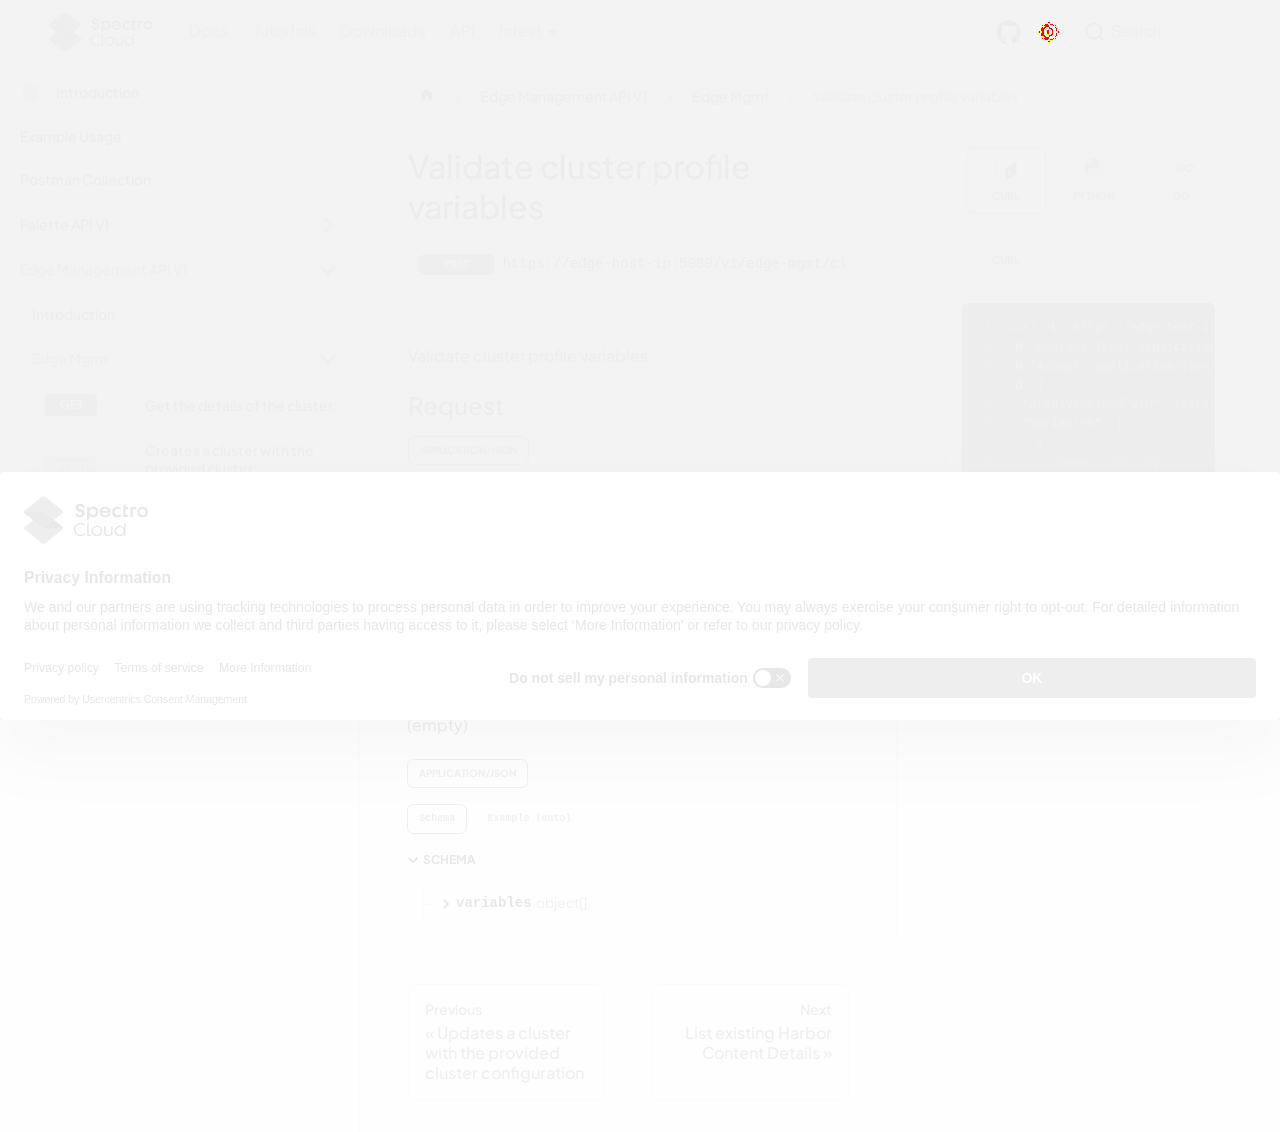 Spectro Cloud
Docs Tutorials Downloads API latest
Search
Introduction
Example Usage
Postman Collection
Palette API V1
Edge Management API V1
Introduction
Edge Mgmt
GET Get the details of the cluster.
Creates a cluster with the
provided cluster
Edge Management API V1
Edge Mgmt
Validate cluster profile variables
Validate cluster profile
variables
https://edge-host-ip:5080/v1/edge-mgmt/cl
Validate cluster profile variables
Request
APPLICATION/JSON
CURL
PYTHON
GO
CURL
Spectro
Cloud
Privacy Information
We and our partners are using tracking technologies to process personal data in order to improve your experience. You may always exercise your consumer right to opt-out. For detailed information
about personal information we collect and third parties having access to it, please select ‘More Information’ or refer to our privacy policy.
Privacy policy Terms of service More Information
Powered by Usercentrics Consent Management
Do not sell my personal information
OK
(empty)
APPLICATION/JSON
Schema Example (auto)
SCHEMA
variables object[]
Previous
« Updates a cluster
with the provided
cluster configuration
Next
List existing Harbor
Content Details »